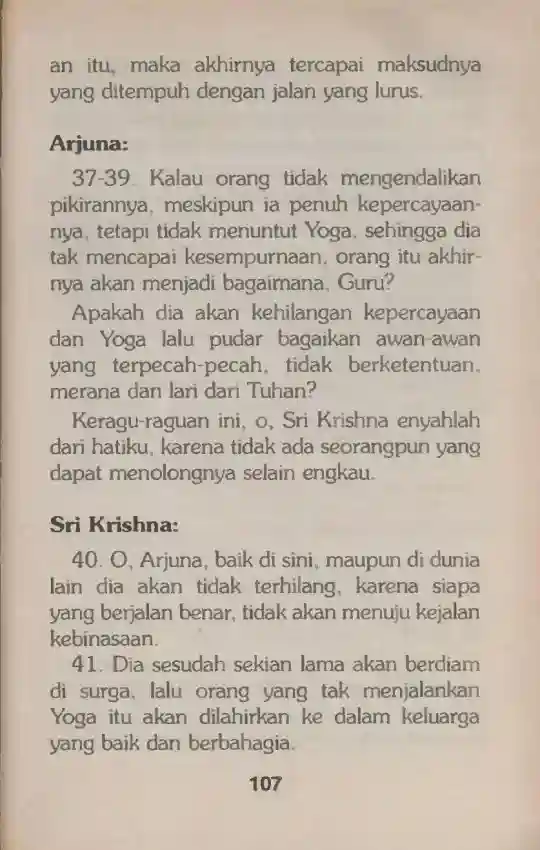 an itu, maka akhirnya tercapai maksudnya
yang ditempuh dengan jalan yang lurus.
Arjuna:
37-39. Kalau orang tidak mengendalikan
pikirannya, meskipun ia penuh kepercayaan-
nya, tetapi tidak menuntut Yoga, sehingga dia
tak mencapai kesempurnaan, orang itu akhir-
nya akan menjadi bagaimana, Guru?
Apakah dia akan kehilangan kepercayaan
dan Yoga lalu pudar bagaikan awan-awan
yang terpecah-pecah, tidak berketentuan,
merana dan lari dari Tuhan?
Keragu-raguan ini, o, Sri Krishna enyahlah
dari hatiku, karena tidak ada seorangpun yang
dapat menolongnya selain engkau.
Sri Krishna:
40. O, Arjuna, baik di sini, maupun di dunia
lain dia akan tidak terhilang, karena siapa
yang berjalan benar, tidak akan menuju kejalan
kebinasaan.
41. Dia sesudah sekian lama akan berdiam
di surga, lalu orang yang tak menjalankan
Yoga itu akan dilahirkan ke dalam keluarga
yang baik dan berbahagia.
107